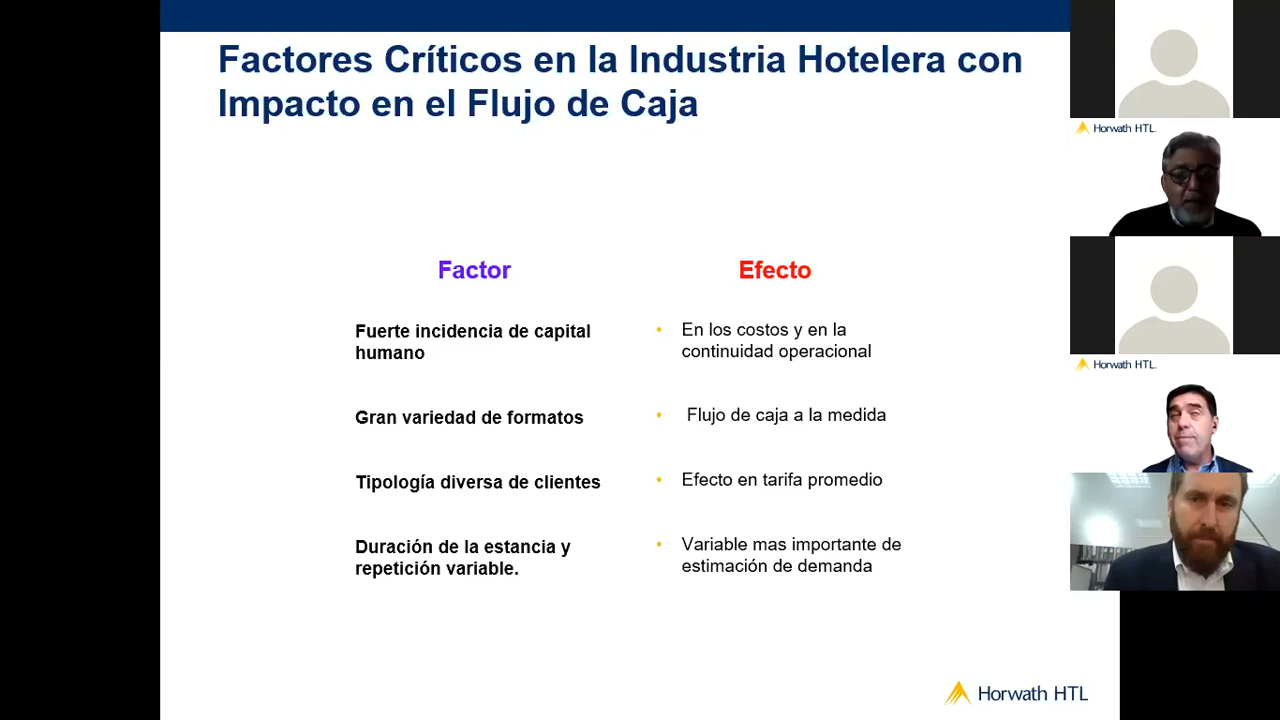 Factores Críticos en la Industria Hotelera con
Impacto en el Flujo de Caja
Factor
Efecto
Fuerte incidencia de capital
humano
• En los costos y en la
continuidad operacional
Gran variedad de formatos
• Flujo de caja a la medida
Tipología diversa de clientes
• Efecto en tarifa promedio
Duración de la estancia y
repetición variable.
• Variable mas importante de
estimación de demanda
Horwath HTL
Horwath HTL.
Horwath HTL.